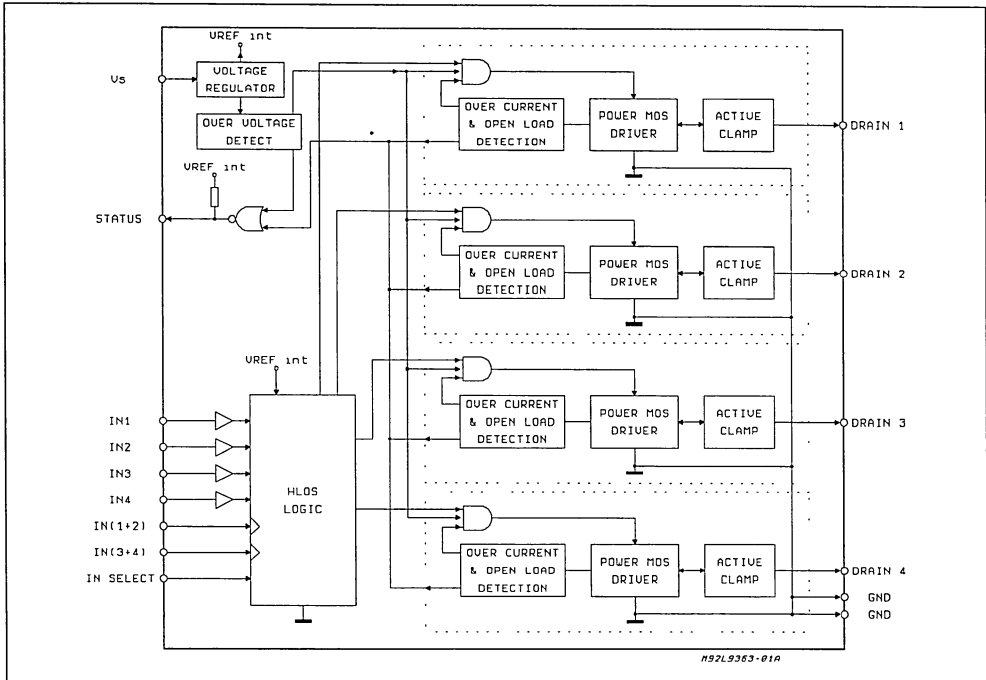 VREF int
Vs
VOLTAGE
REGULATOR
OVER VOLTAGE
DETECT
VREF int
STATUS
OVER CURRENT
& OPEN LOAD
DETECTION
POWER MOS
DRIVER
ACTIVE
CLAMP
DRAIN 1
OVER CURRENT
& OPEN LOAD
DETECTION
POWER MOS
DRIVER
ACTIVE
CLAMP
DRAIN 2
VREF int
IN1
IN2
IN3
IN4
IN(1+2)
IN(3+4)
IN SELECT
HLOS
LOGIC
OVER CURRENT
& OPEN LOAD
DETECTION
POWER MOS
DRIVER
ACTIVE
CLAMP
DRAIN 3
OVER CURRENT
& OPEN LOAD
DETECTION
POWER MOS
DRIVER
ACTIVE
CLAMP
DRAIN 4
GND
GND
M92L9363-01A